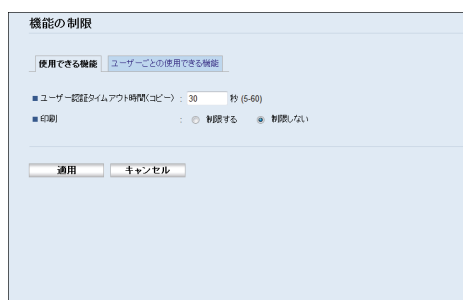 機能の制限
使用できる機能 ユーザーごとの使用できる機能
■ ユーザー認証タイムアウト時間(コピー) : 30 秒 (5-60)
■ 印刷 : 制限する 制限しない
適用 キャンセル